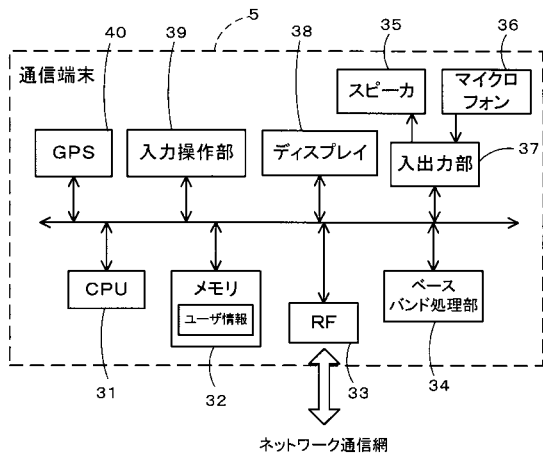 40
39
5
38
35
36
通信端末
スピーカ
マイクロ
フォン
GPS
入力操作部
ディスプレイ
入出力部
37
CPU
メモリ
ユーザ情報
RF
ベース
バンド処理部
31
32
33
34
ネットワーク通信網